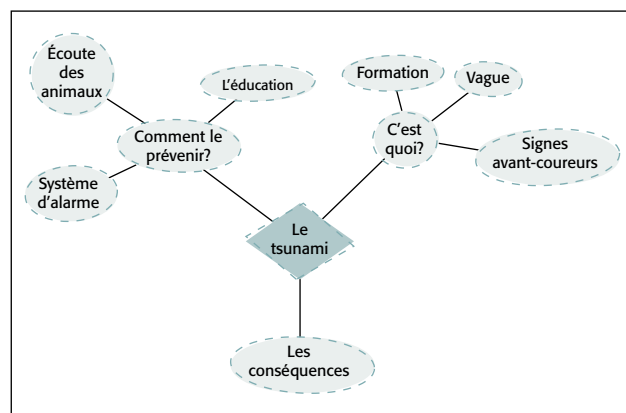 Écoute
des
animaux
L'éducation
Comment le
prévenir?
Système
d'alarme
Formation
Vague
C'est
quoi?
Signes
avant-coureurs
Le
tsunami
Les
conséquences